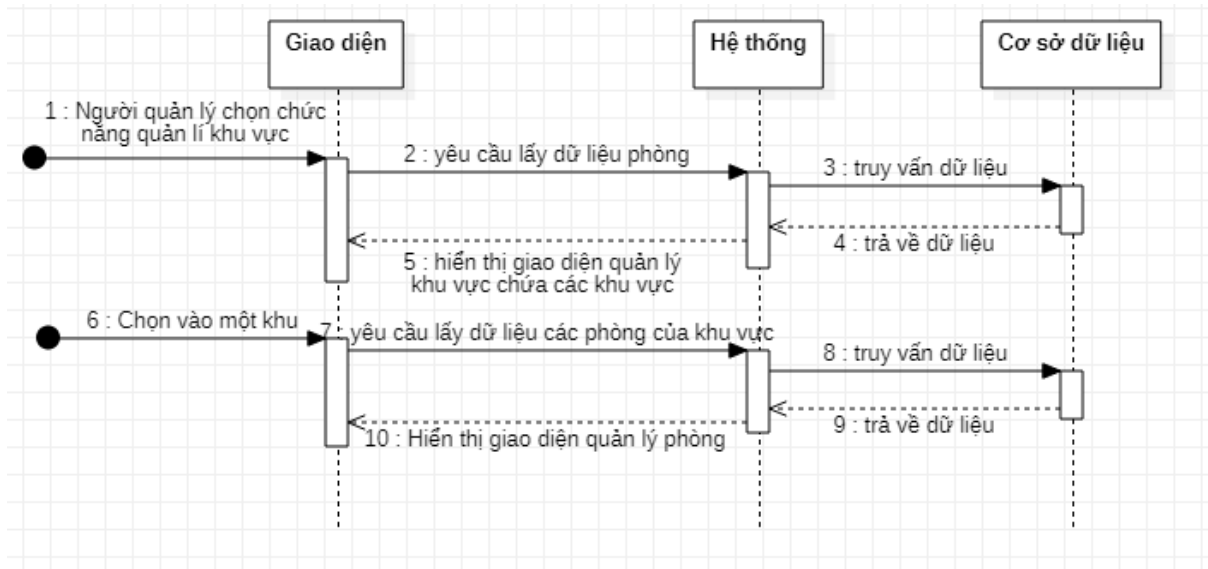 Giao diện
Hệ thống
Cơ sở dữ liệu
1 : Người quản lý chọn chức
năng quản lí khu vực
2 : yêu cầu lấy dữ liệu phòng
3 : truy vấn dữ liệu
4 : trả về dữ liệu
5 : hiển thị giao diện quản lý
khu vực chứa các khu vực
6 : Chọn vào một khu
7 : yêu cầu lấy dữ liệu các phòng của khu vực
8 : truy vấn dữ liệu
9 : trả về dữ liệu
10 : Hiển thị giao diện quản lý phòng